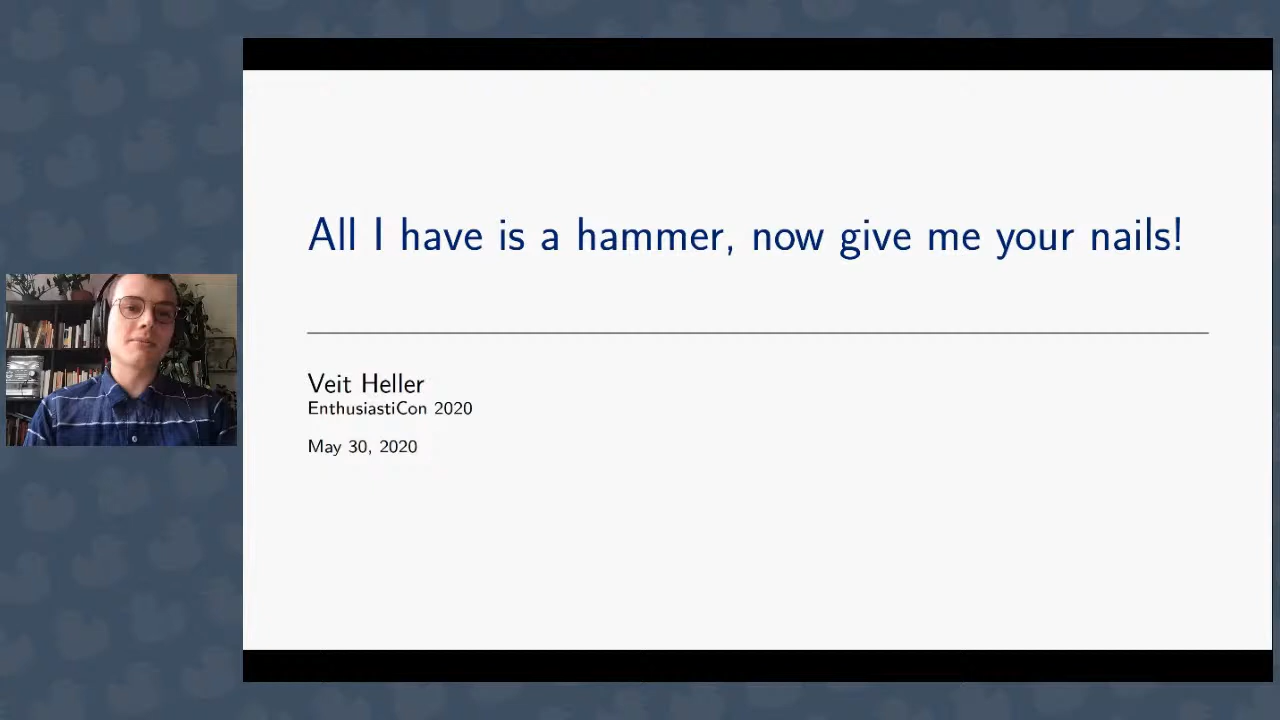 All I have is a hammer, now give me your nails!
Veit Heller
EnthusiastiCon 2020
May 30, 2020